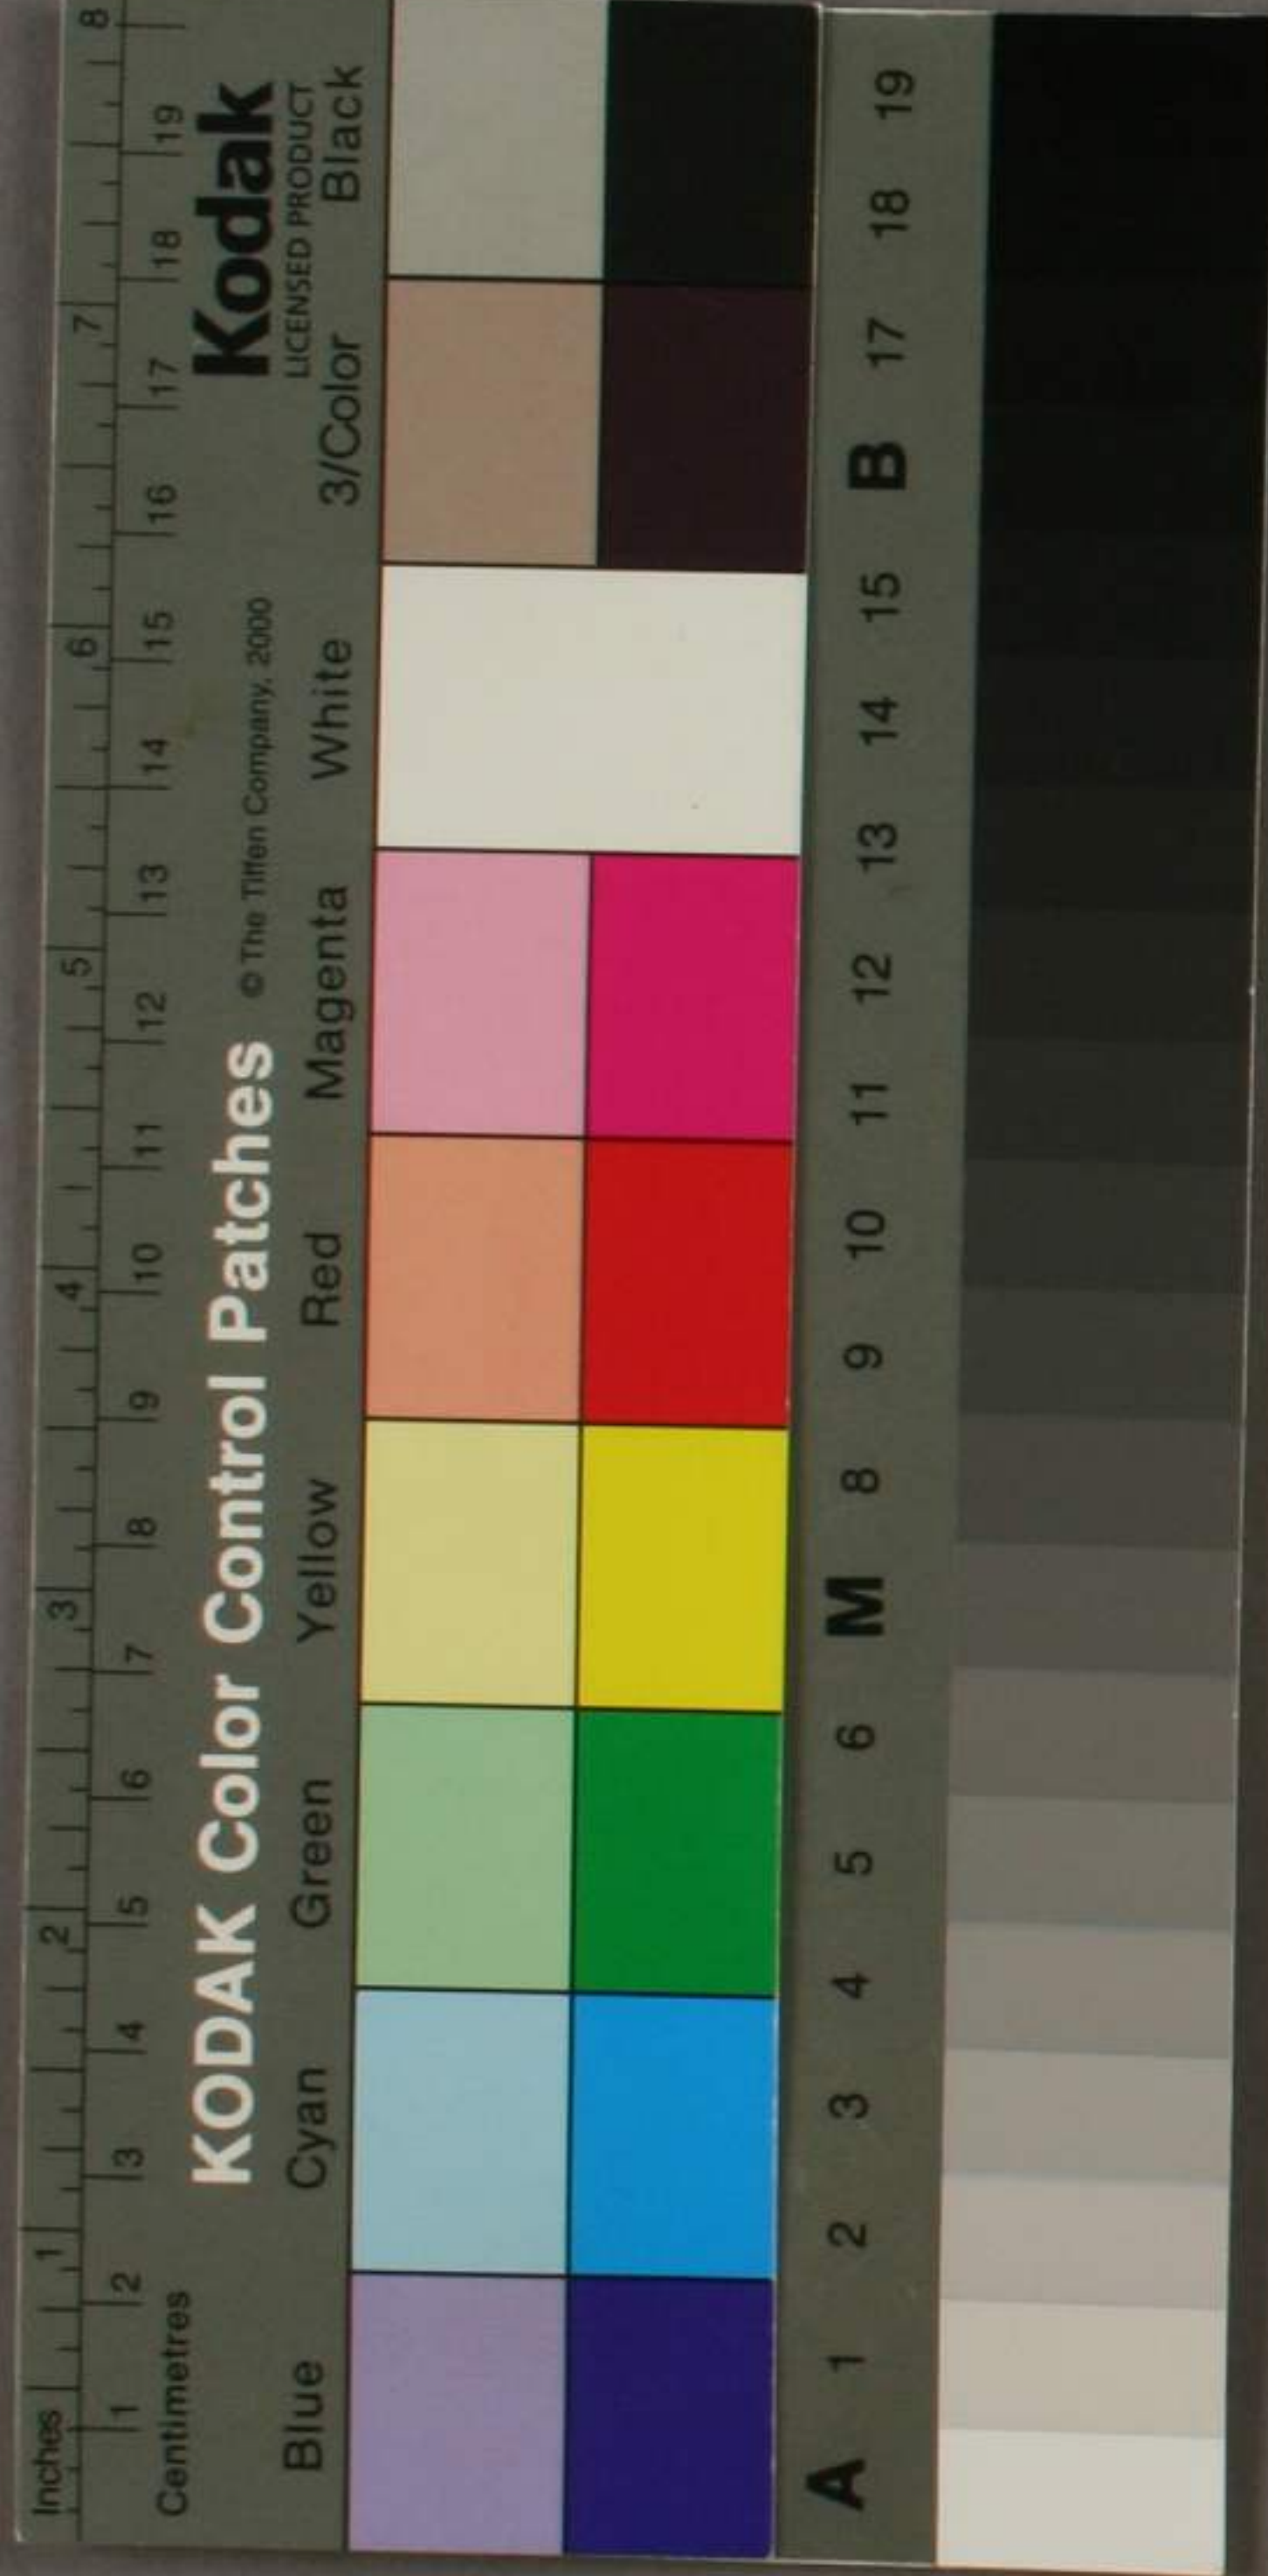 Inches 1 2 3 4 5 6 7 8
Centimetres 1 2 3 4 5 6 7 8 9 10 11 12 13 14 15 16 17 18 19
KODAK Color Control Patches © The Tiffen Company, 2000 Kodak
LICENSED PRODUCT
Blue Cyan Green Yellow Red Magenta White 3/Color Black
A 1 2 3 4 5 6 M 8 9 10 11 12 13 14 15 B 17 18 19